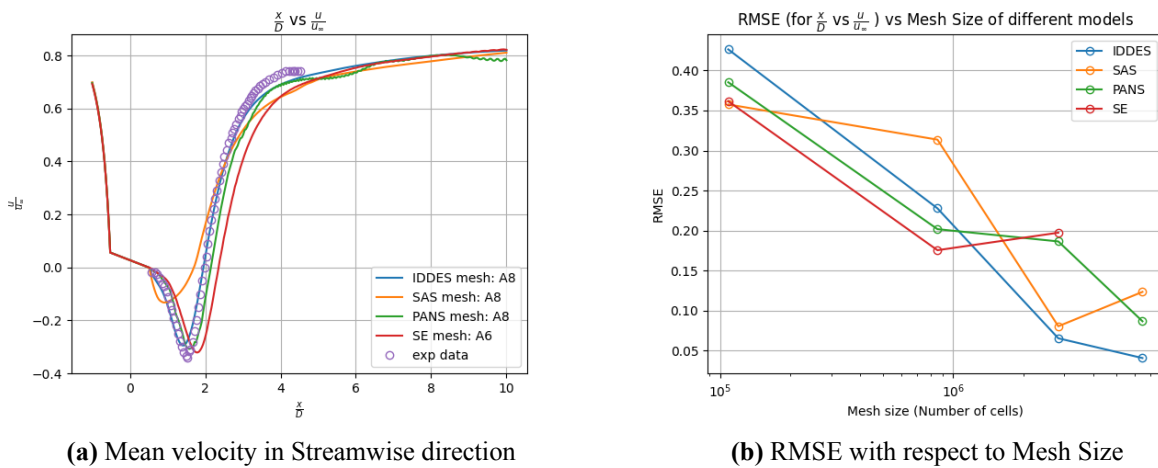 x/D vs u/u∞
0.8
0.6
0.4
0.2
0.0
−0.2
−0.4
u/u∞
0
2
4
6
8
10
x/D
IDDES mesh: A8
SAS mesh: A8
PANS mesh: A8
SE mesh: A6
exp data
(a) Mean velocity in Streamwise direction
RMSE (for x/D vs u/u∞ ) vs Mesh Size of different models
0.40
0.35
0.30
0.25
0.20
0.15
0.10
0.05
RMSE
10⁵
10⁶
Mesh size (Number of cells)
IDDES
SAS
PANS
SE
(b) RMSE with respect to Mesh Size